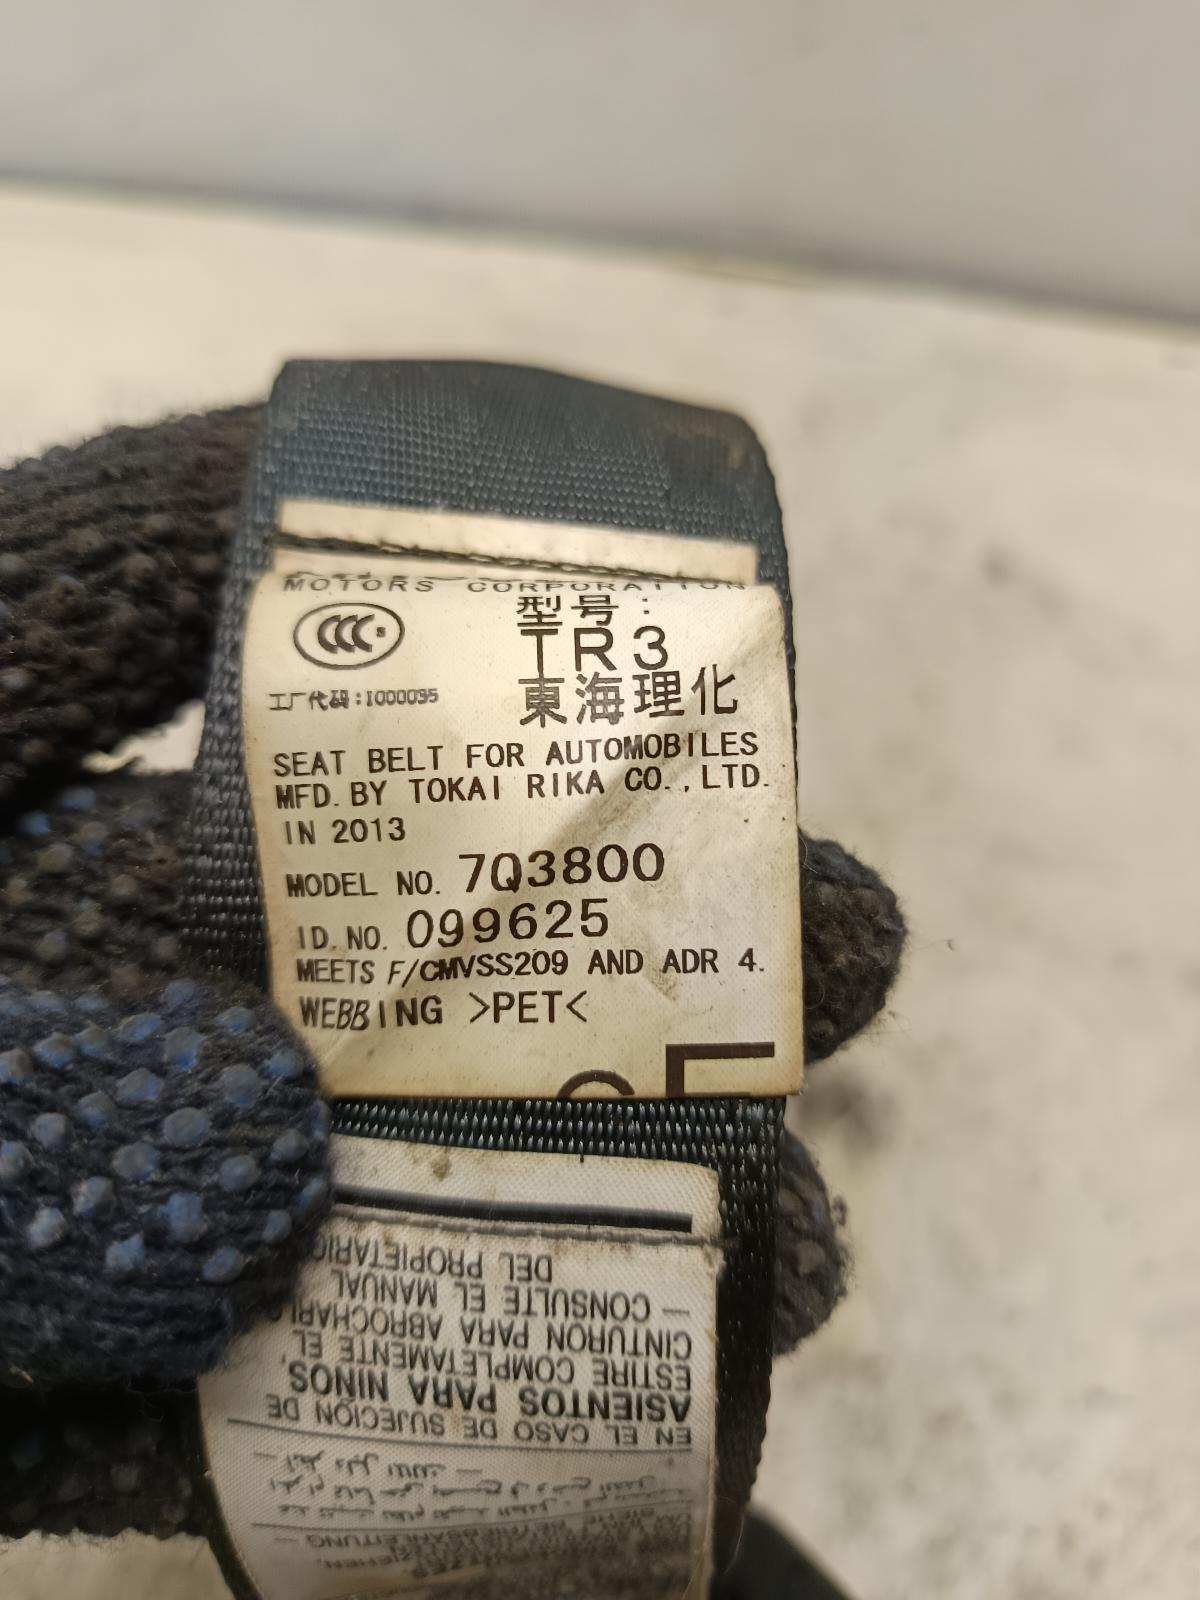 MOTORS CORPORATION
CCC S
型号:
TR3
工厂代码:I000095
東海理化
SEAT BELT FOR AUTOMOBILES
MFD. BY TOKAI RIKA CO.,LTD.
IN 2013
MODEL NO. 7Q3800
ID. NO. 099625
MEETS F/CMVSS209 AND ADR 4.
WEBBING >PET<
EN EL CASO DE SUJECIÓN DE
ASIENTOS PARA NINOS
ESTIRE COMPLETAMENTE EL
CINTURON PARA ABROCHARLO
— CONSULTE EL MANUAL
DEL PROPIETARIO